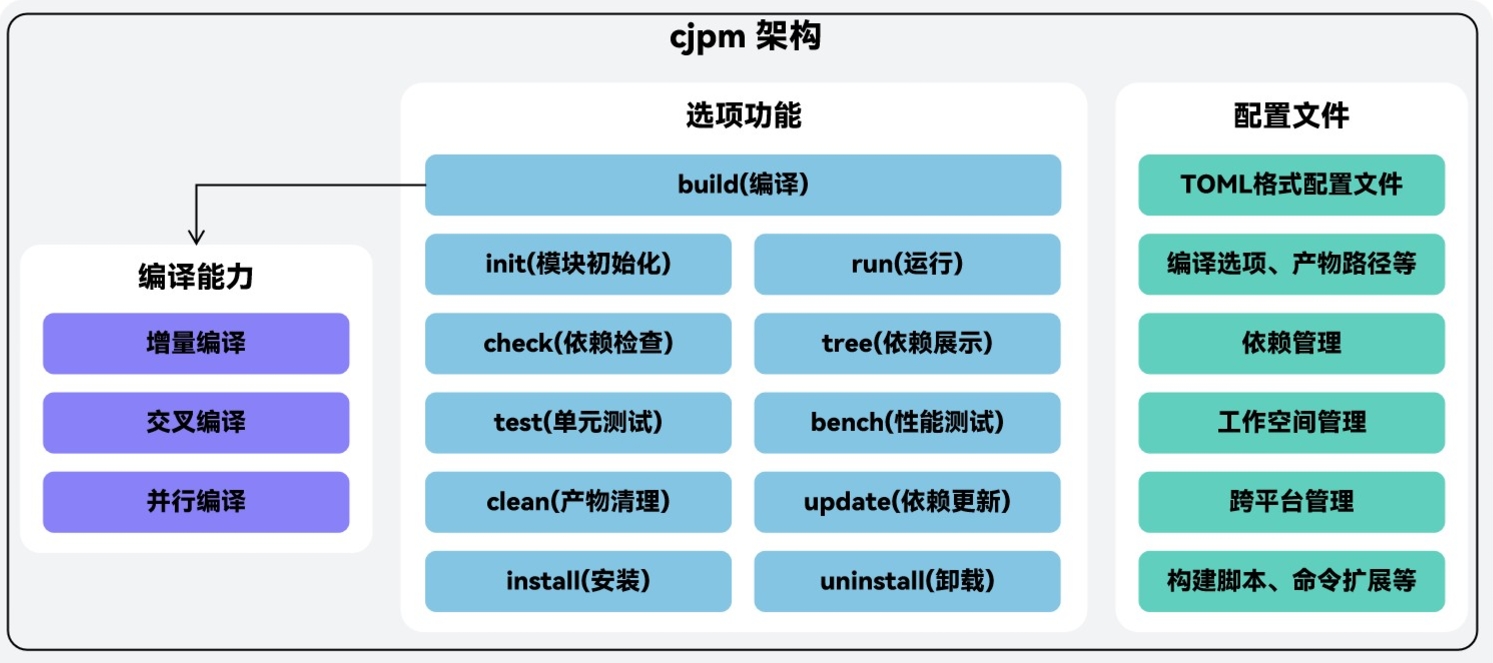 cjpm 架构
选项功能
build(编译)
init(模块初始化)
run(运行)
check(依赖检查)
tree(依赖展示)
test(单元测试)
bench(性能测试)
clean(产物清理)
update(依赖更新)
install(安装)
uninstall(卸载)
编译能力
增量编译
交叉编译
并行编译
配置文件
TOML格式配置文件
编译选项、产物路径等
依赖管理
工作空间管理
跨平台管理
构建脚本、命令扩展等